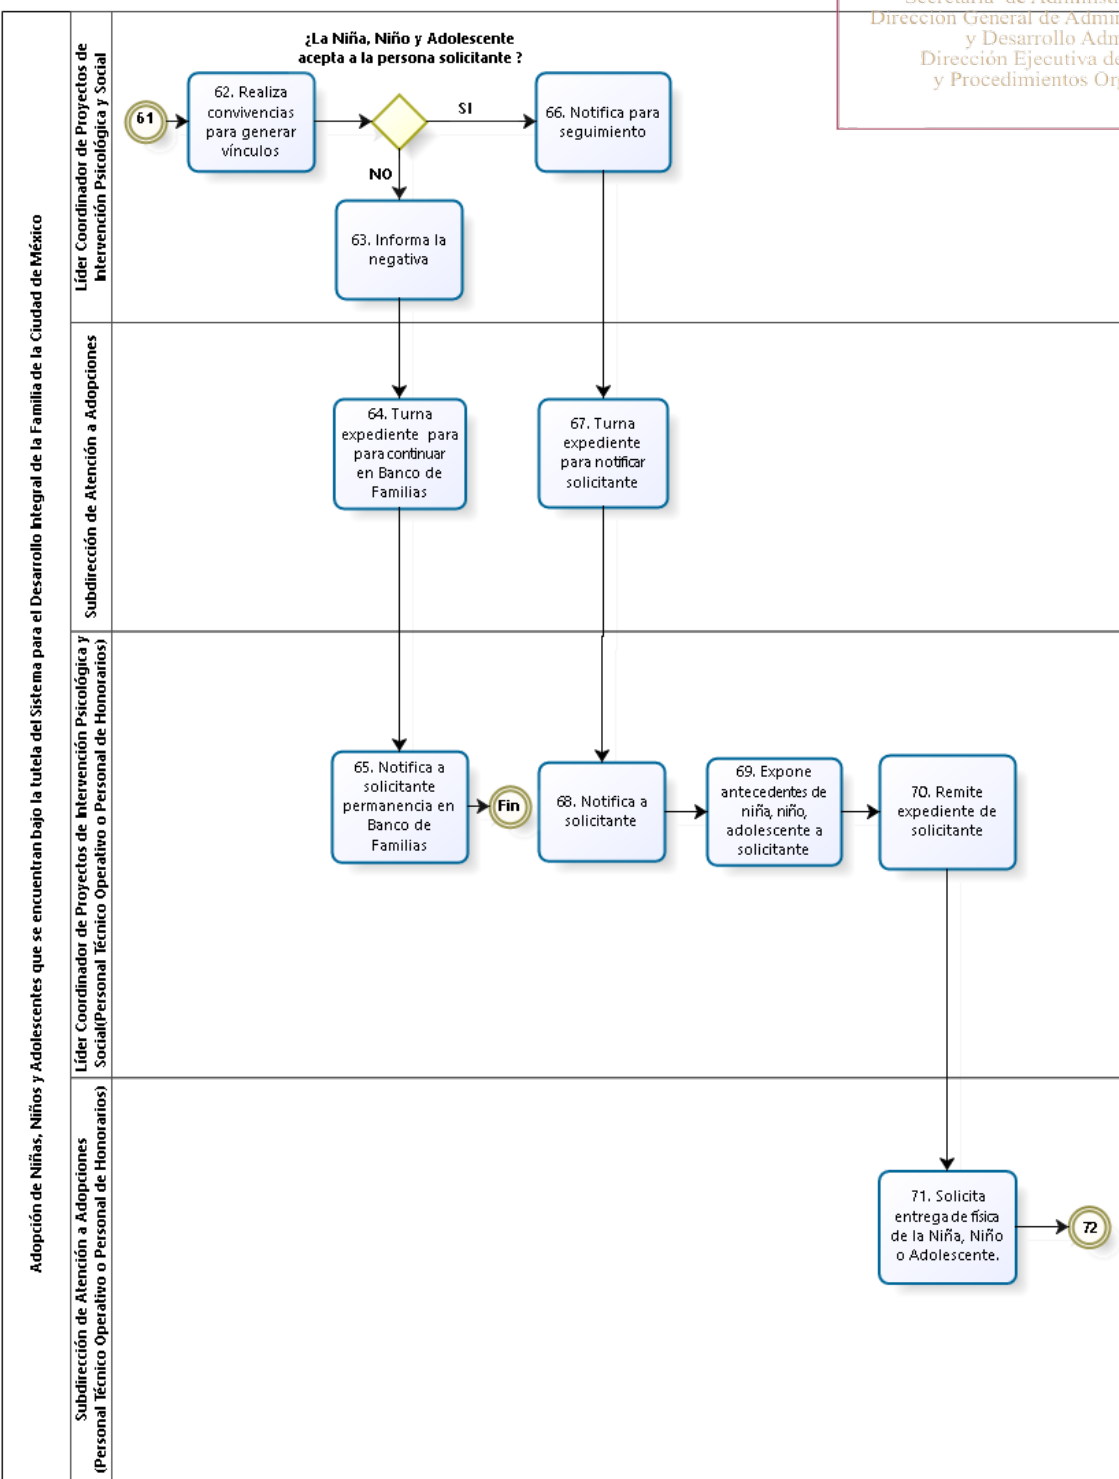 Dirección General de Admin
y Desarrollo Adm
Dirección Ejecutiva de
y Procedimientos Or
Adopción de Niñas, Niños y Adolescentes que se encuentran bajo la tutela del Sistema para el Desarrollo Integral de la Familia de la Ciudad de México
Líder Coordinador de Proyectos de
Intervención Psicológica y Social
¿La Niña, Niño y Adolescente
acepta a la persona solicitante ?
61
62. Realiza
convivencias
para generar
vínculos
SI
66. Notifica para
seguimiento
NO
63. Informa la
negativa
Subdirección de Atención a Adopciones
64. Turna
expediente para
para continuar
en Banco de
Familias
67. Turna
expediente
para notificar
solicitante
Líder Coordinador de Proyectos de Intervención Psicológica y
Social(Personal Técnico Operativo o Personal de Honorarios)
65. Notifica a
solicitante
permanencia en
Banco de
Familias
Fin
68. Notifica a
solicitante
69. Expone
antecedentes de
niña, niño,
adolescente a
solicitante
70. Remite
expediente de
solicitante
Subdirección de Atención a Adopciones
(Personal Técnico Operativo o Personal de Honorarios)
71. Solicita
entrega de física
de la Niña, Niño
o Adolescente.
72